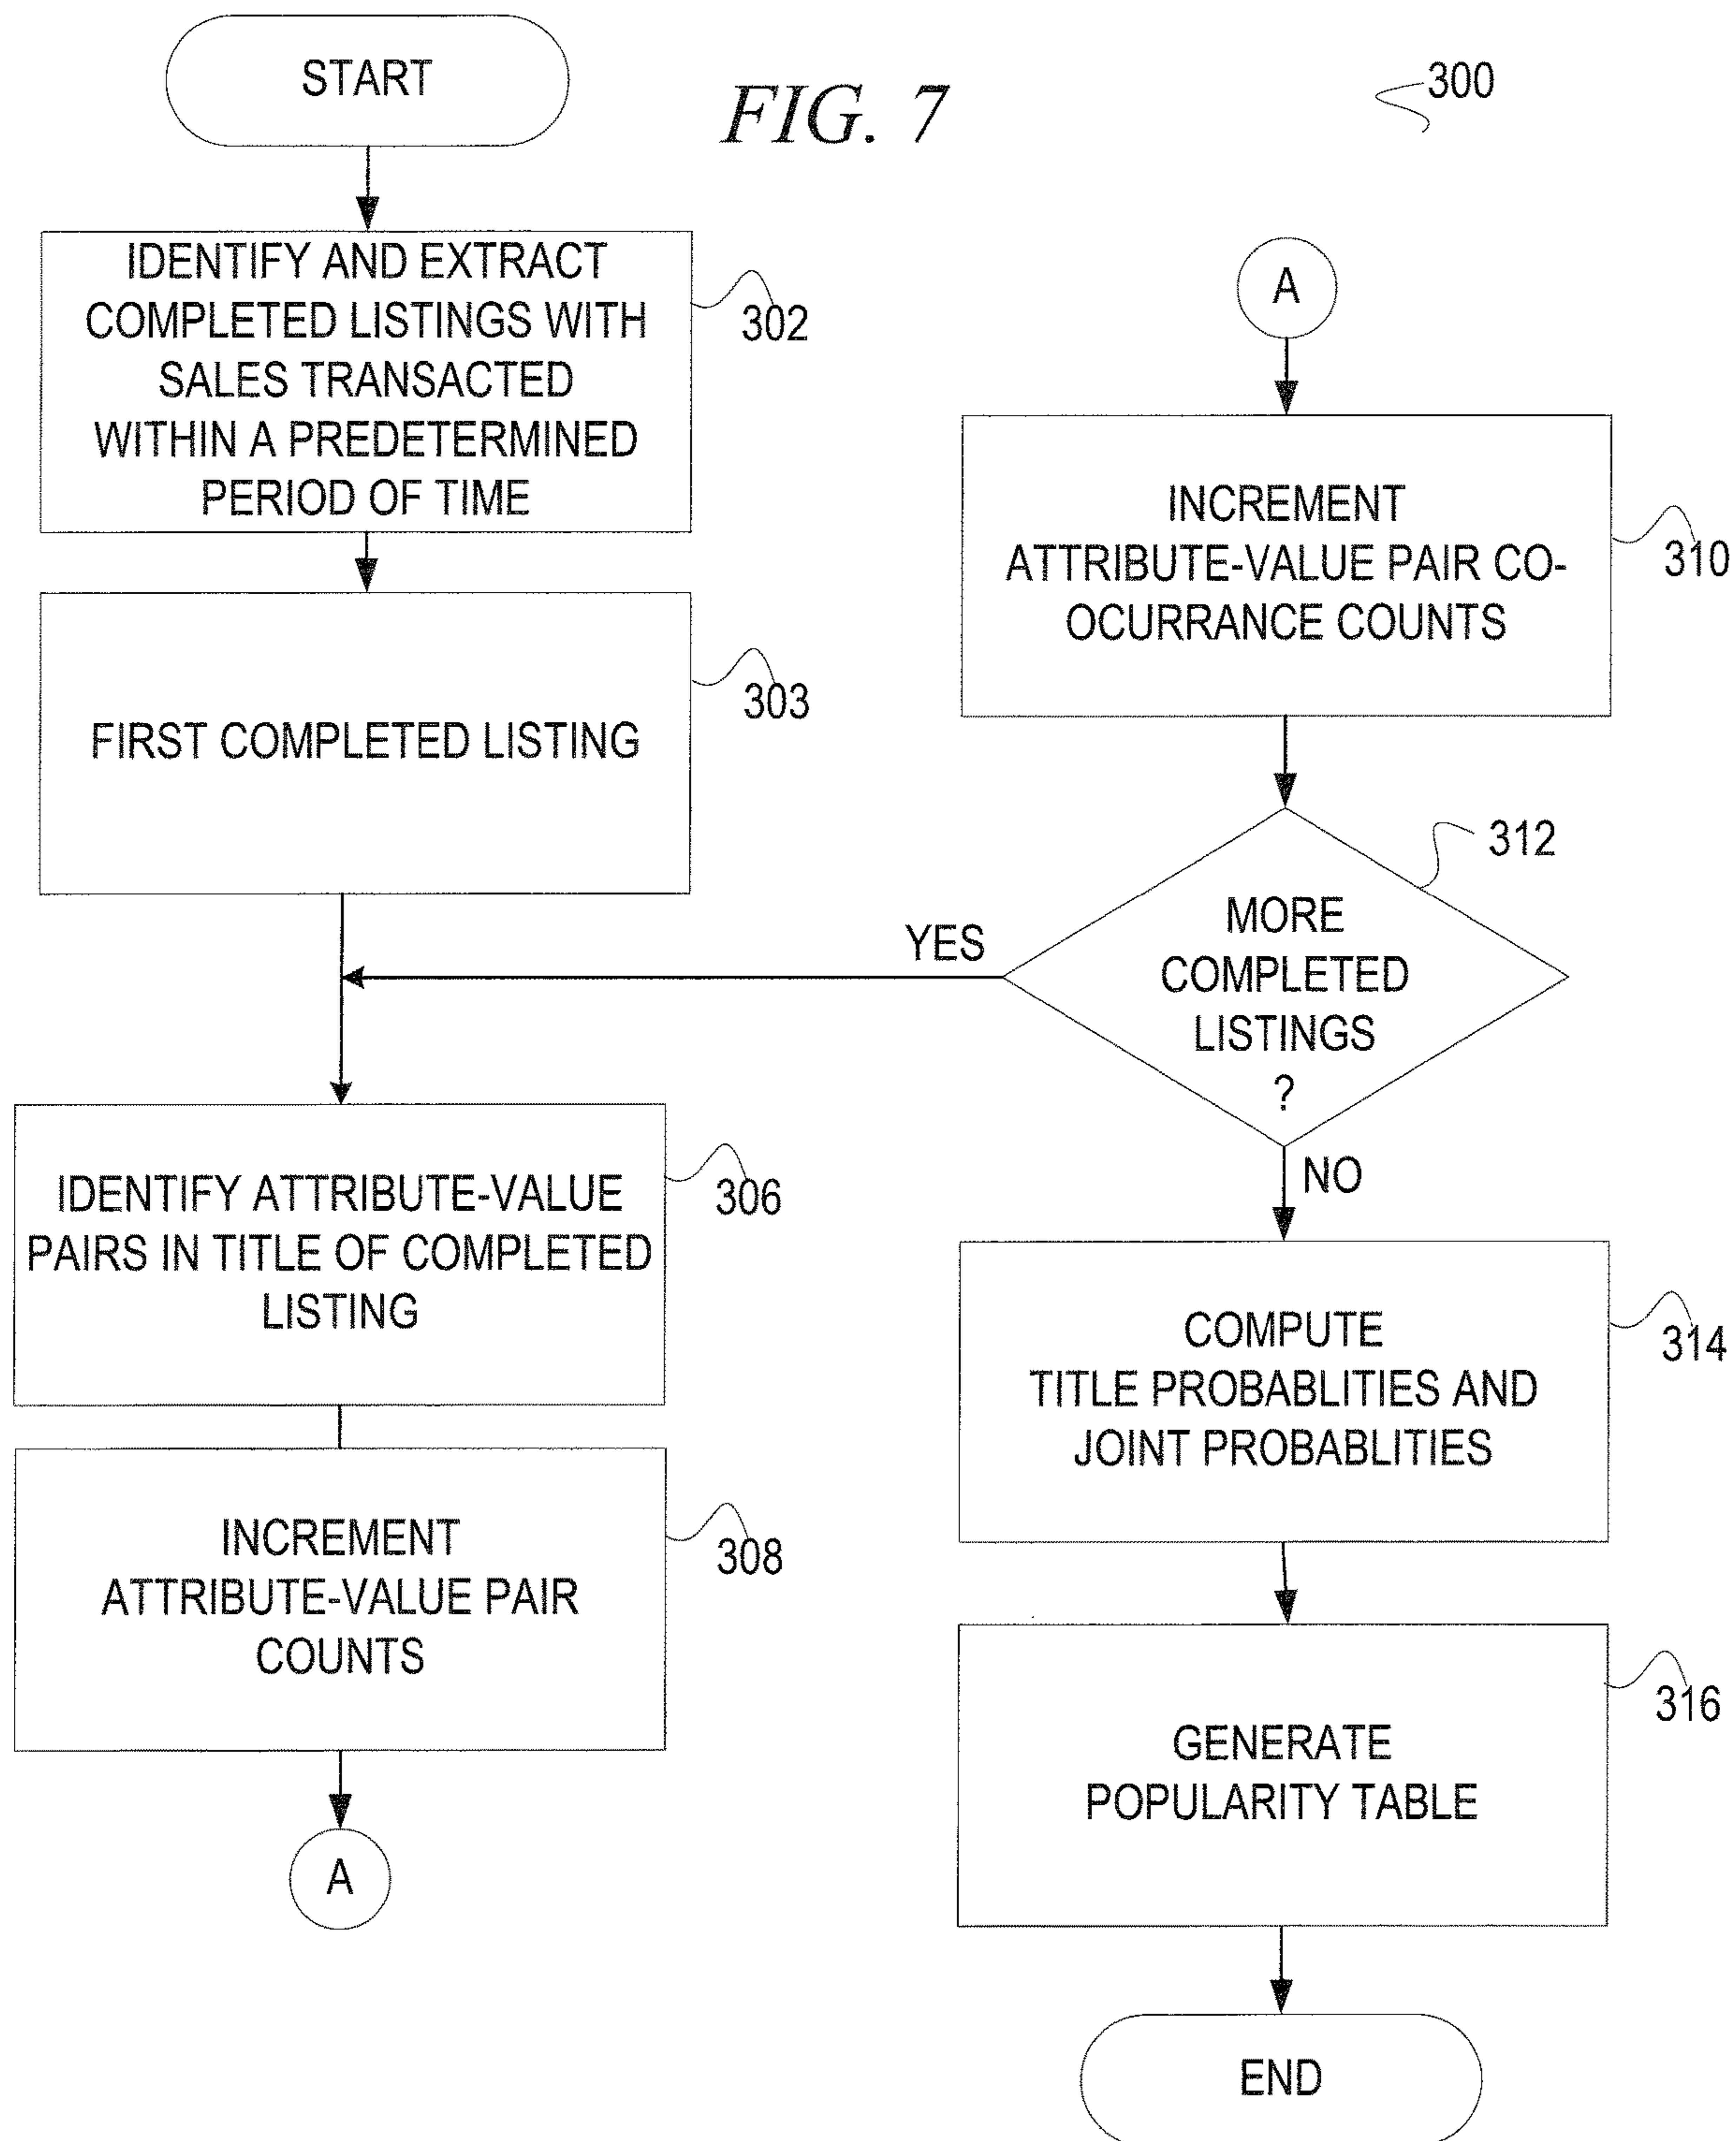 START
FIG. 7
300
IDENTIFY AND EXTRACT
COMPLETED LISTINGS WITH
SALES TRANSACTED
WITHIN A PREDETERMINED
PERIOD OF TIME
302
FIRST COMPLETED LISTING
303
IDENTIFY ATTRIBUTE-VALUE
PAIRS IN TITLE OF COMPLETED
LISTING
306
INCREMENT
ATTRIBUTE-VALUE PAIR
COUNTS
308
A
A
INCREMENT
ATTRIBUTE-VALUE PAIR CO-
OCURRANCE COUNTS
310
MORE
COMPLETED
LISTINGS
?
312
YES
NO
COMPUTE
TITLE PROBABLITIES AND
JOINT PROBABLITIES
314
GENERATE
POPULARITY TABLE
316
END